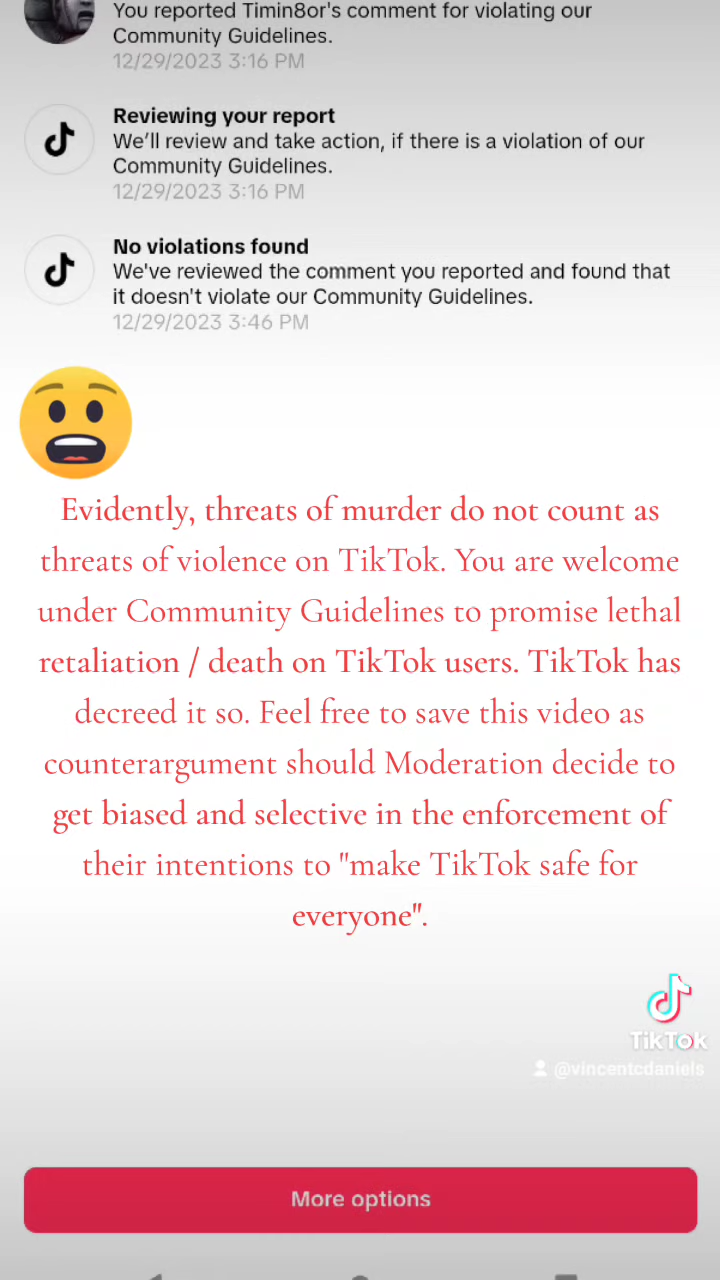 You reported Timin8or's comment for violating our
Community Guidelines.
12/29/2023 3:16 PM
Reviewing your report
We'll review and take action, if there is a violation of our
Community Guidelines.
12/29/2023 3:16 PM
No violations found
We've reviewed the comment you reported and found that
it doesn't violate our Community Guidelines.
12/29/2023 3:46 PM
Evidently, threats of murder do not count as
threats of violence on TikTok. You are welcome
under Community Guidelines to promise lethal
retaliation / death on TikTok users. TikTok has
decreed it so. Feel free to save this video as
counterargument should Moderation decide to
get biased and selective in the enforcement of
their intentions to "make TikTok safe for
everyone".
TikTok
@vincentcdaniels
More options